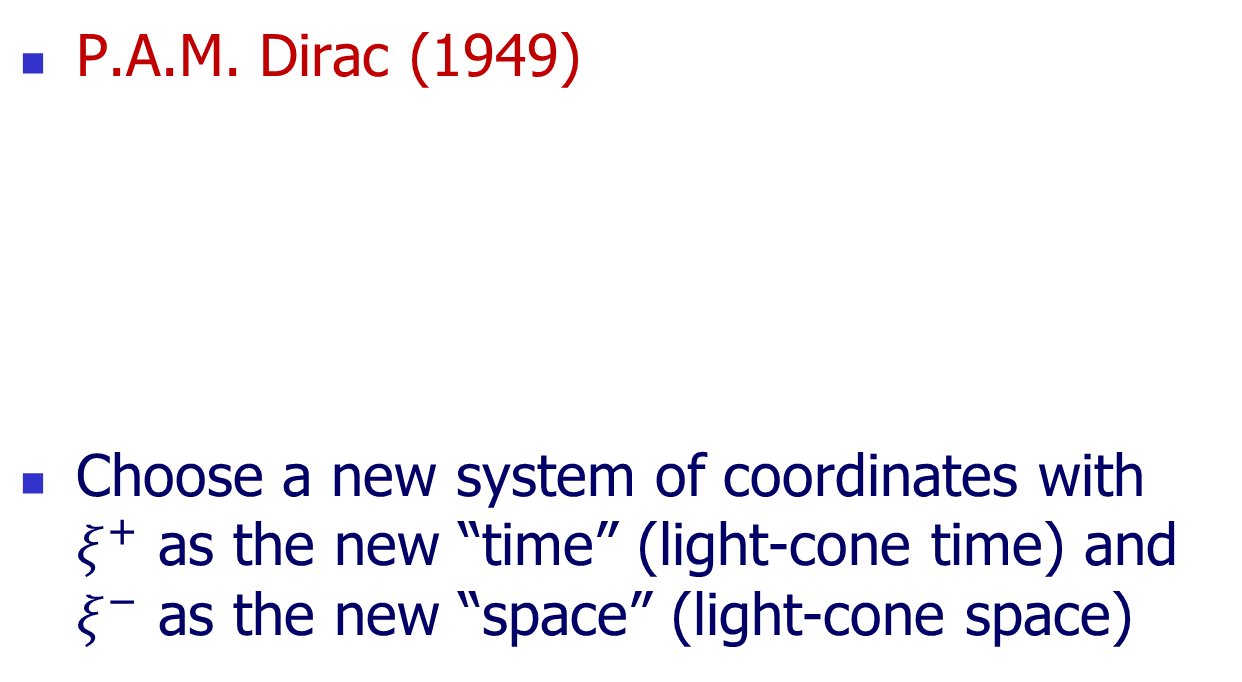 ▪ P.A.M. Dirac (1949)
▪ Choose a new system of coordinates with
ξ⁺ as the new “time” (light-cone time) and
ξ⁻ as the new “space” (light-cone space)